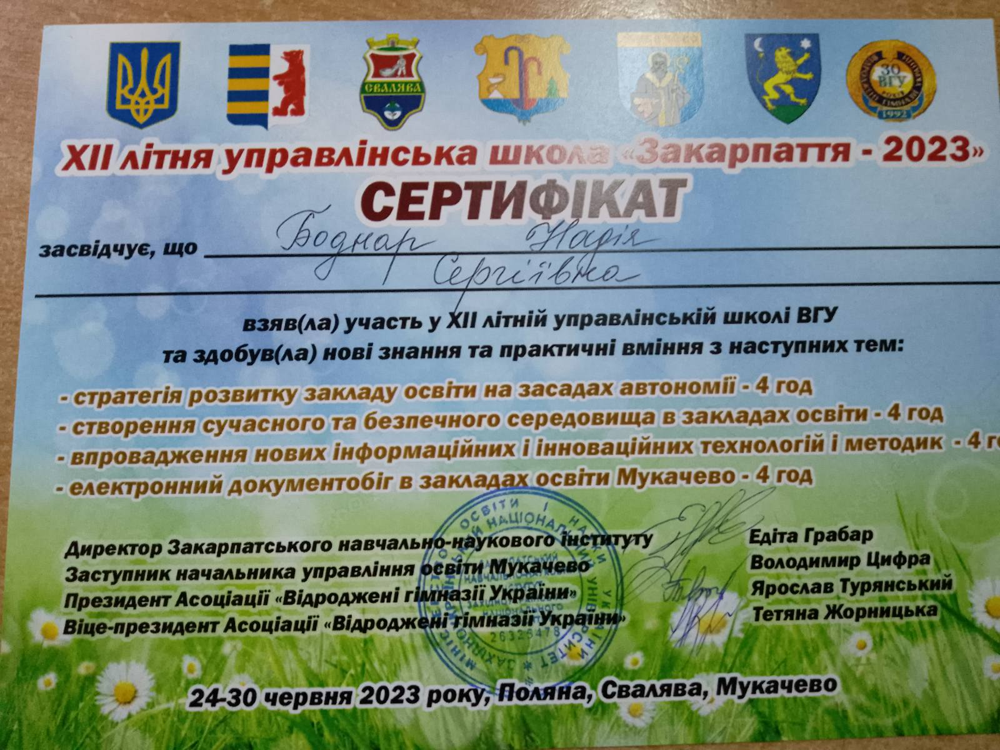 СВАЛЯВА
30
ВГУ
РОКІВ
1992
XII літня управлінська школа «Закарпаття - 2023»
СЕРТИФІКАТ
засвідчує, що Боднар Надія
Сергіївна
взяв(ла) участь у XII літній управлінській школі ВГУ
та здобув(ла) нові знання та практичні вміння з наступних тем:
- стратегія розвитку закладу освіти на засадах автономії - 4 год
- створення сучасного та безпечного середовища в закладах освіти - 4 год
- впровадження нових інформаційних і інноваційних технологій і методик - 4 го
- електронний документобіг в закладах освіти Мукачево - 4 год
Директор Закарпатського навчально-наукового інституту Едіта Грабар
Заступник начальника управління освіти Мукачево Володимир Цифра
Президент Асоціації «Відроджені гімназії України» Ярослав Турянський
Віце-президент Асоціації «Відроджені гімназії України» Тетяна Жорницька
26326478
24-30 червня 2023 року, Поляна, Свалява, Мукачево